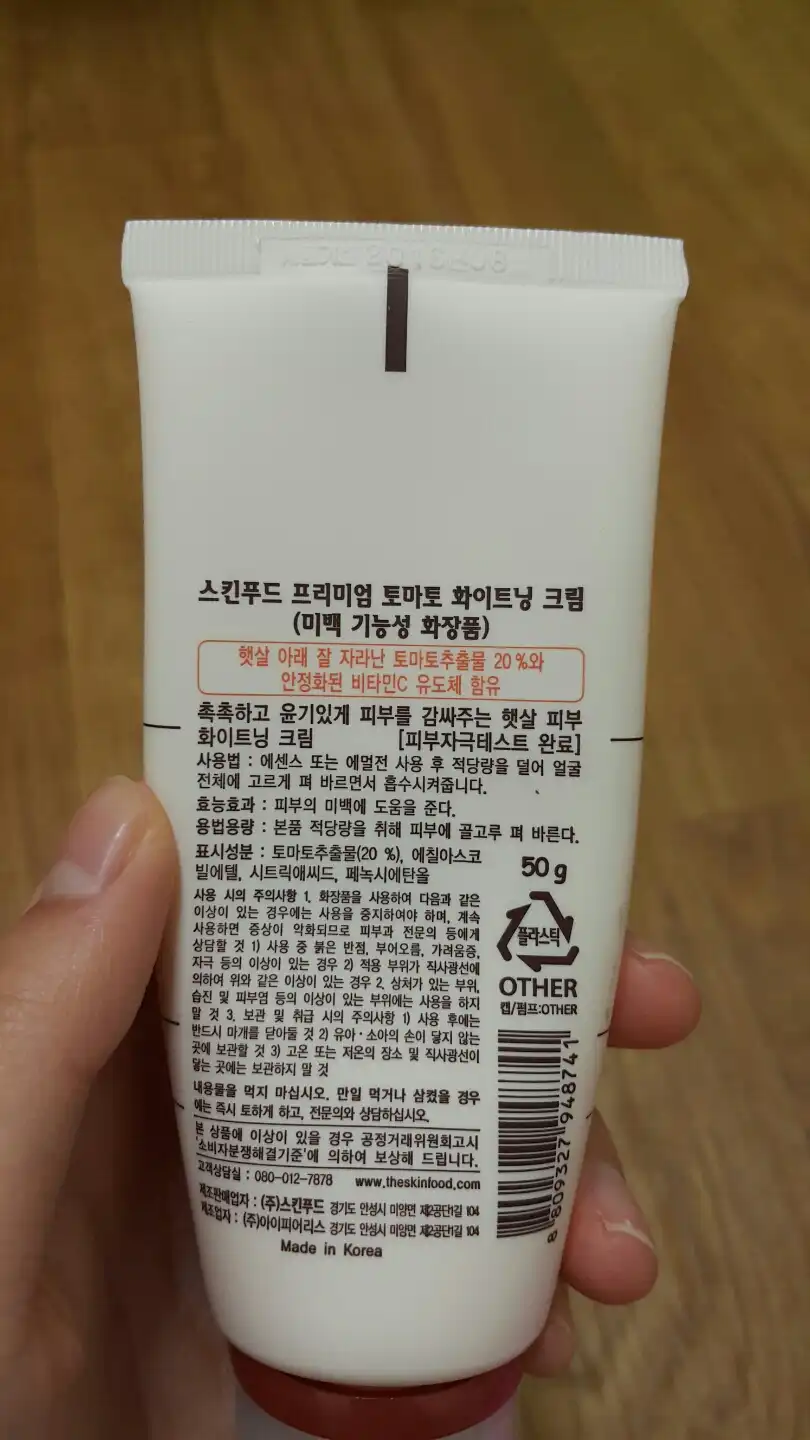 스킨푸드 프리미엄 토마토 화이트닝 크림
(미백 기능성 화장품)
햇살 아래 잘 자라난 토마토추출물 20 %와
안정화된 비타민C 유도체 함유
촉촉하고 윤기있게 피부를 감싸주는 햇살 피부
화이트닝 크림 [피부자극테스트 완료]
사용법 : 에센스 또는 에멀전 사용 후 적당량을 덜어 얼굴
전체에 고르게 펴 바르면서 흡수시켜줍니다.
효능효과 : 피부의 미백에 도움을 준다.
용법용량 : 본품 적당량을 취해 피부에 골고루 펴 바른다.
표시성분 : 토마토추출물(20 %), 에칠아스코
빌에텔, 시트릭애씨드, 페녹시에탄올
사용 시의 주의사항 1. 화장품을 사용하여 다음과 같은
이상이 있는 경우에는 사용을 중지하여야 하며, 계속
사용하면 증상이 악화되므로 피부과 전문의 등에게
상담할 것 1) 사용 중 붉은 반점, 부어오름, 가려움증,
자극 등의 이상이 있는 경우 2) 적용 부위가 직사광선에
의하여 위와 같은 이상이 있는 경우 2. 상처가 있는 부위,
습진 및 피부염 등의 이상이 있는 부위에는 사용을 하지
말 것 3. 보관 및 취급 시의 주의사항 1) 사용 후에는
반드시 마개를 닫아둘 것 2) 유아·소아의 손이 닿지 않는
곳에 보관할 것 3) 고온 또는 저온의 장소 및 직사광선이
닿는 곳에는 보관하지 말 것
내용물을 먹지 마십시오. 만일 먹거나 삼켰을 경우
에는 즉시 토하게 하고, 전문의와 상담하십시오.
본 상품에 이상이 있을 경우 공정거래위원회고시
'소비자분쟁해결기준'에 의하여 보상해 드립니다.
고객상담실 : 080-012-7878 www.theskinfood.com
제조판매업자 : (주)스킨푸드 경기도 안성시 미양면 제2공단1길 104
제조업자 : (주)아이피어리스 경기도 안성시 미양면 제2공단1길 104
Made in Korea
50 g
플라스틱
OTHER
캡/펌프:OTHER
8 809327 948741